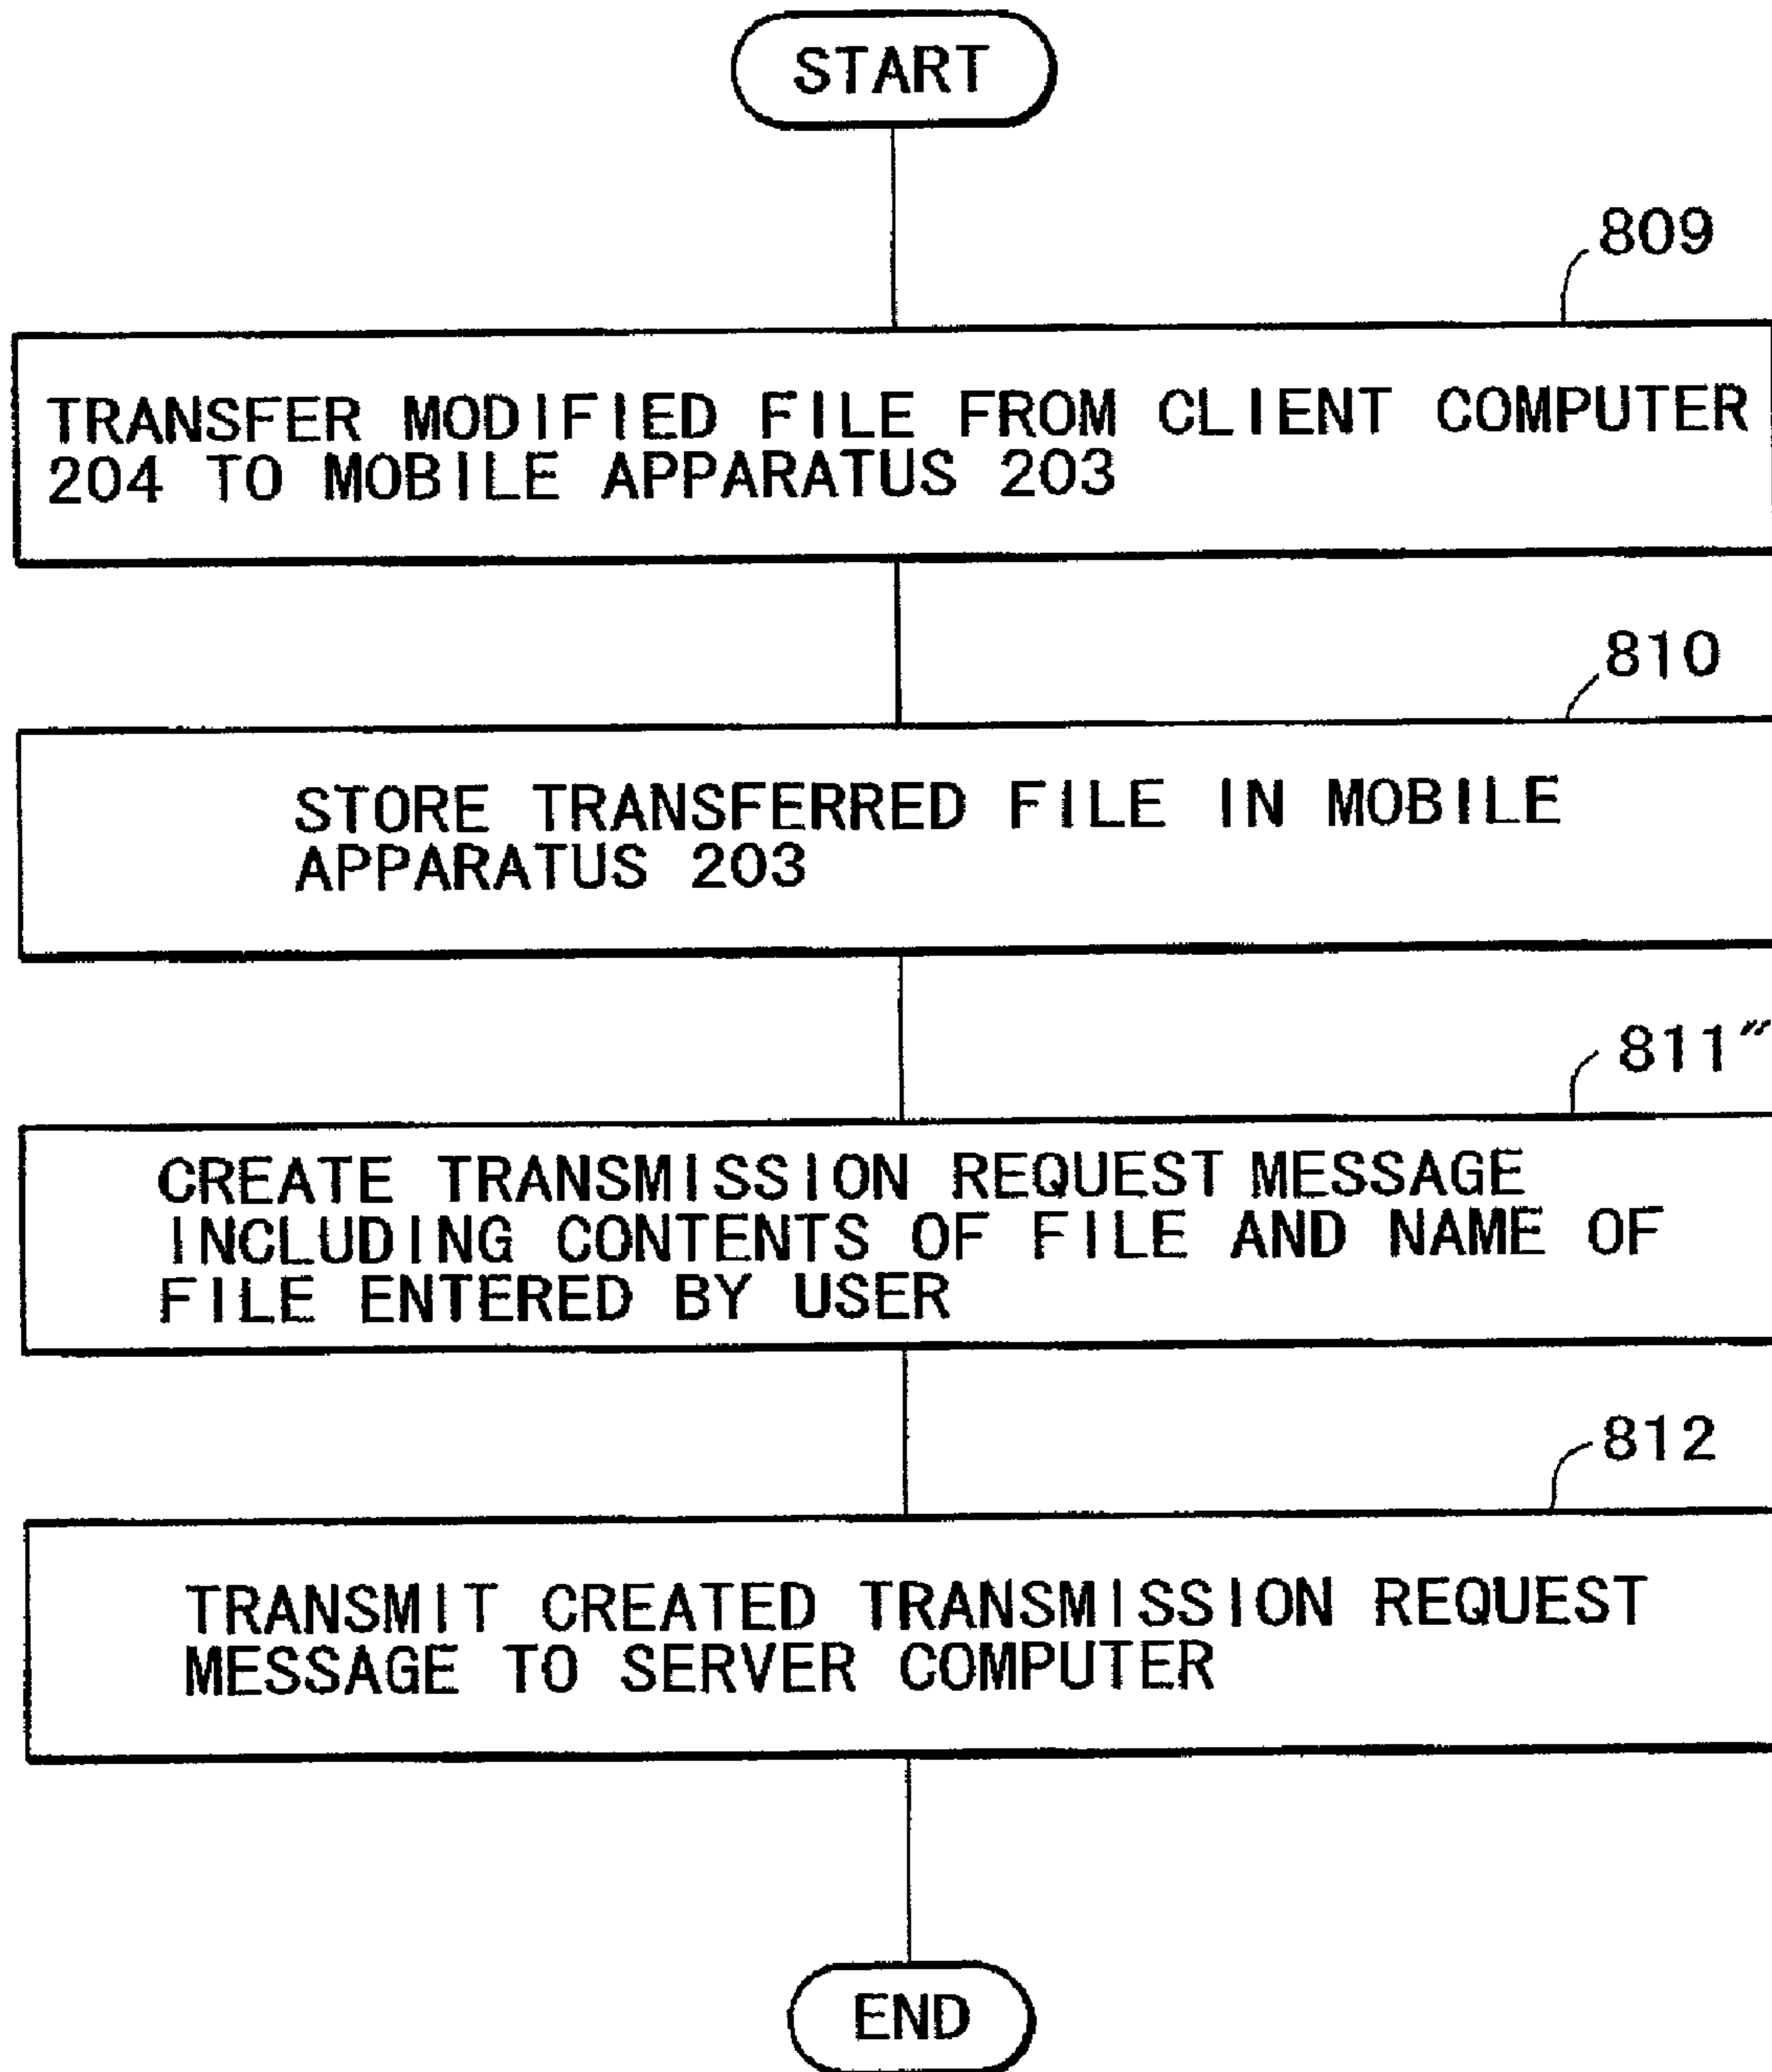 START
809
TRANSFER MODIFIED FILE FROM CLIENT COMPUTER
204 TO MOBILE APPARATUS 203
810
STORE TRANSFERRED FILE IN MOBILE
APPARATUS 203
811″
CREATE TRANSMISSION REQUEST MESSAGE
INCLUDING CONTENTS OF FILE AND NAME OF
FILE ENTERED BY USER
812
TRANSMIT CREATED TRANSMISSION REQUEST
MESSAGE TO SERVER COMPUTER
END